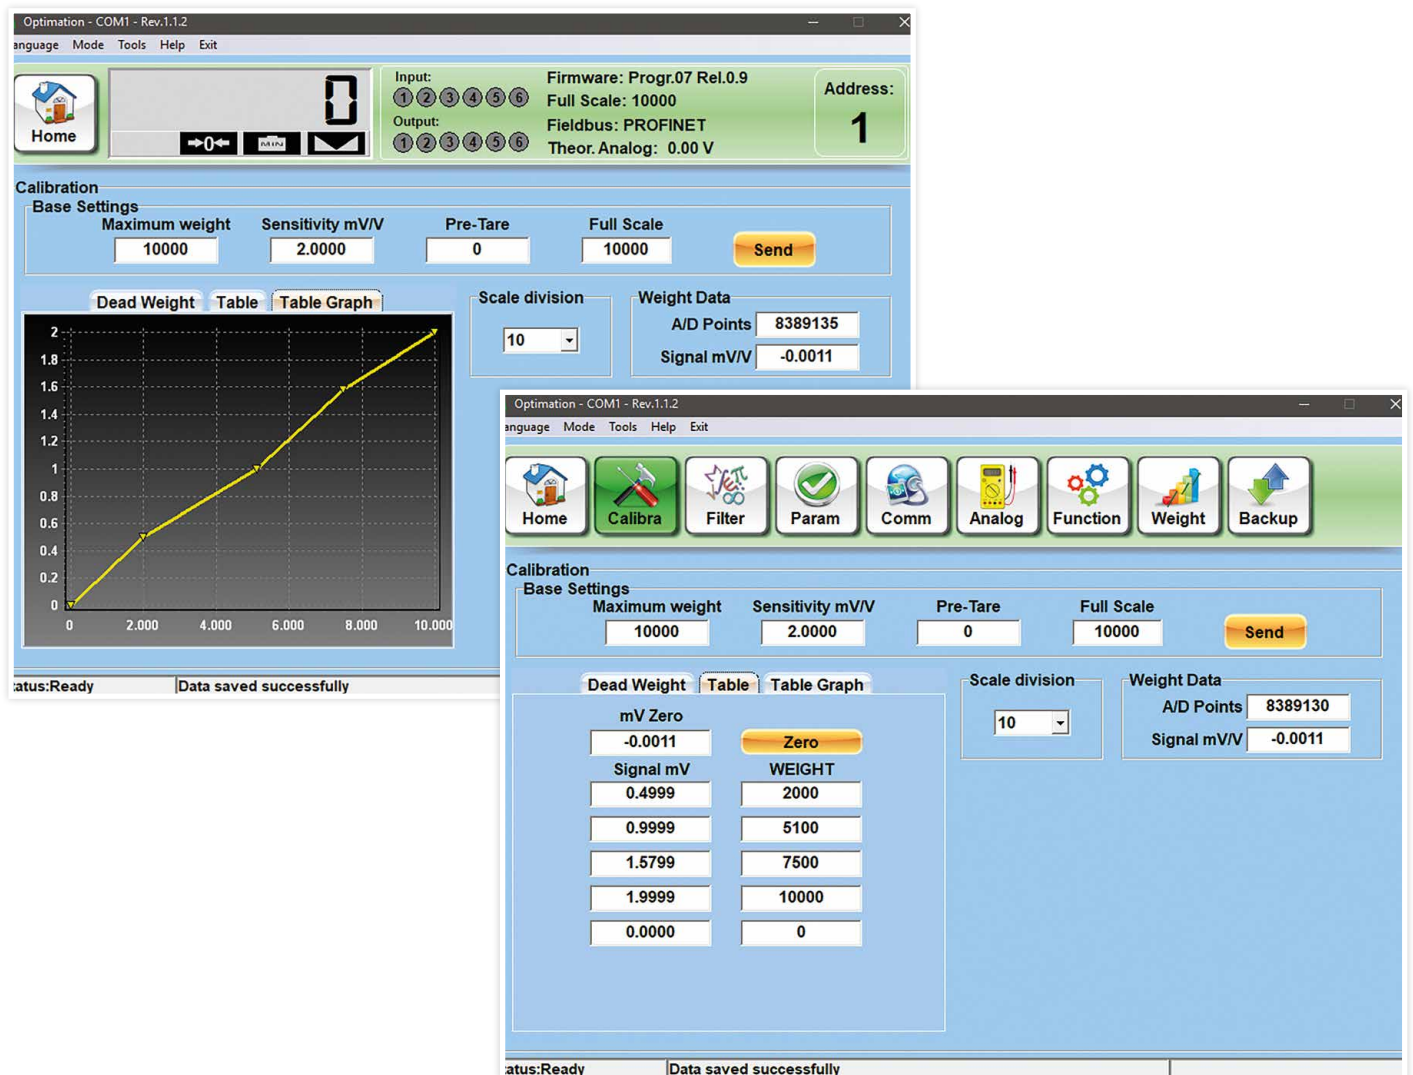 Optimation - COM1 - Rev.1.1.2
anguage Mode Tools Help Exit
Home
0
→0← MIN
Input:
1 2 3 4 5 6
Output:
1 2 3 4 5 6
Firmware: Progr.07 Rel.0.9
Full Scale: 10000
Fieldbus: PROFINET
Theor. Analog: 0.00 V
Address:
1
Calibration
Base Settings
Maximum weight Sensitivity mV/V Pre-Tare Full Scale
10000 2.0000 0 10000 Send
Dead Weight Table Table Graph
2
1.8
1.6
1.4
1.2
1
0.8
0.6
0.4
0.2
0
0 2.000 4.000 6.000 8.000 10.000
Scale division
10
Weight Data
A/D Points 8389135
Signal mV/V -0.0011
tatus:Ready Data saved successfully
Optimation - COM1 - Rev.1.1.2
anguage Mode Tools Help Exit
Home Calibra Filter Param Comm Analog Function Weight Backup
Calibration
Base Settings
Maximum weight Sensitivity mV/V Pre-Tare Full Scale
10000 2.0000 0 10000 Send
Dead Weight Table Table Graph
mV Zero
-0.0011 Zero
Signal mV WEIGHT
0.4999 2000
0.9999 5100
1.5799 7500
1.9999 10000
0.0000 0
Scale division
10
Weight Data
A/D Points 8389130
Signal mV/V -0.0011
tatus:Ready Data saved successfully